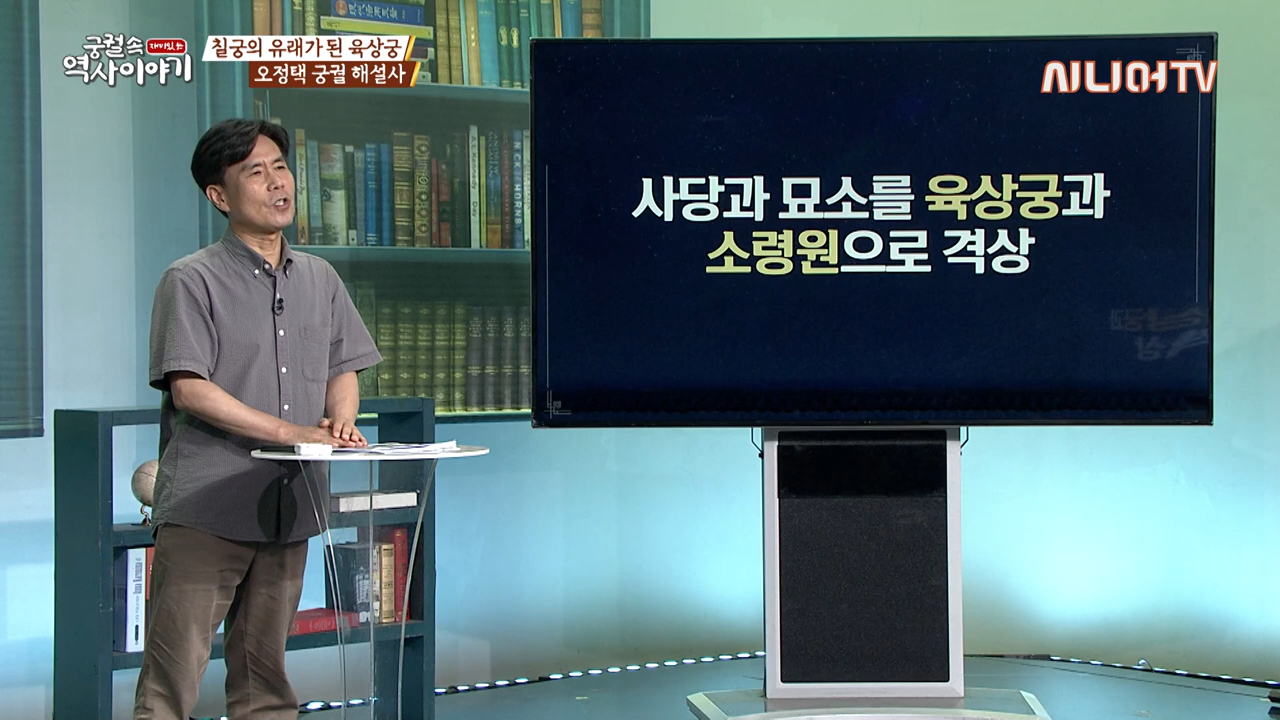 궁궐 속 재미있는
역사이야기
칠궁의 유래가 된 육상궁
오정택 궁궐 해설사
시니어TV
사당과 묘소를 육상궁과
소령원으로 격상